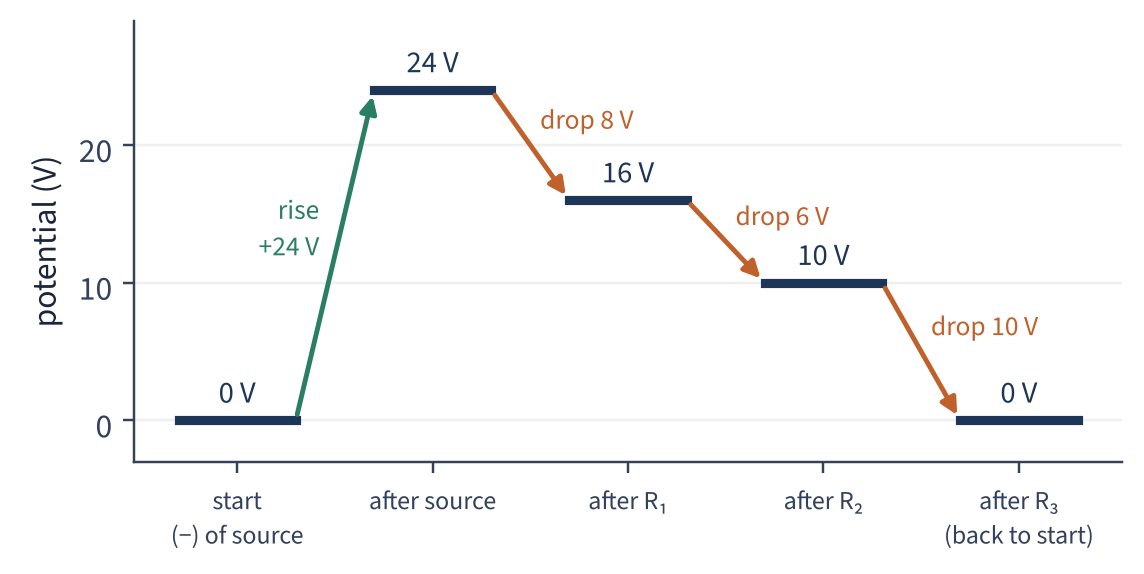 24 V
drop 8 V
20
16 V
rise
+24 V
drop 6 V
10 V
10
drop 10 V
0 V
0 V
0
potential (V)
start
(−) of source
after source
after R₁
after R₂
after R₃
(back to start)